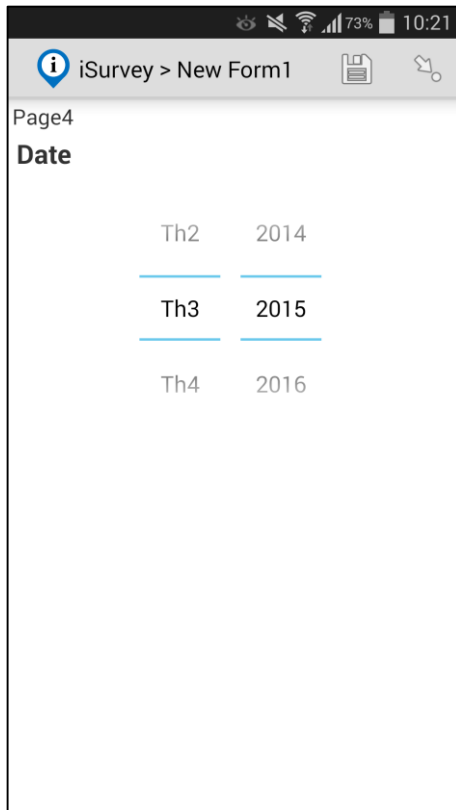 73% 10:21
iSurvey > New Form1
Page4
Date
Th2 2014
Th3 2015
Th4 2016